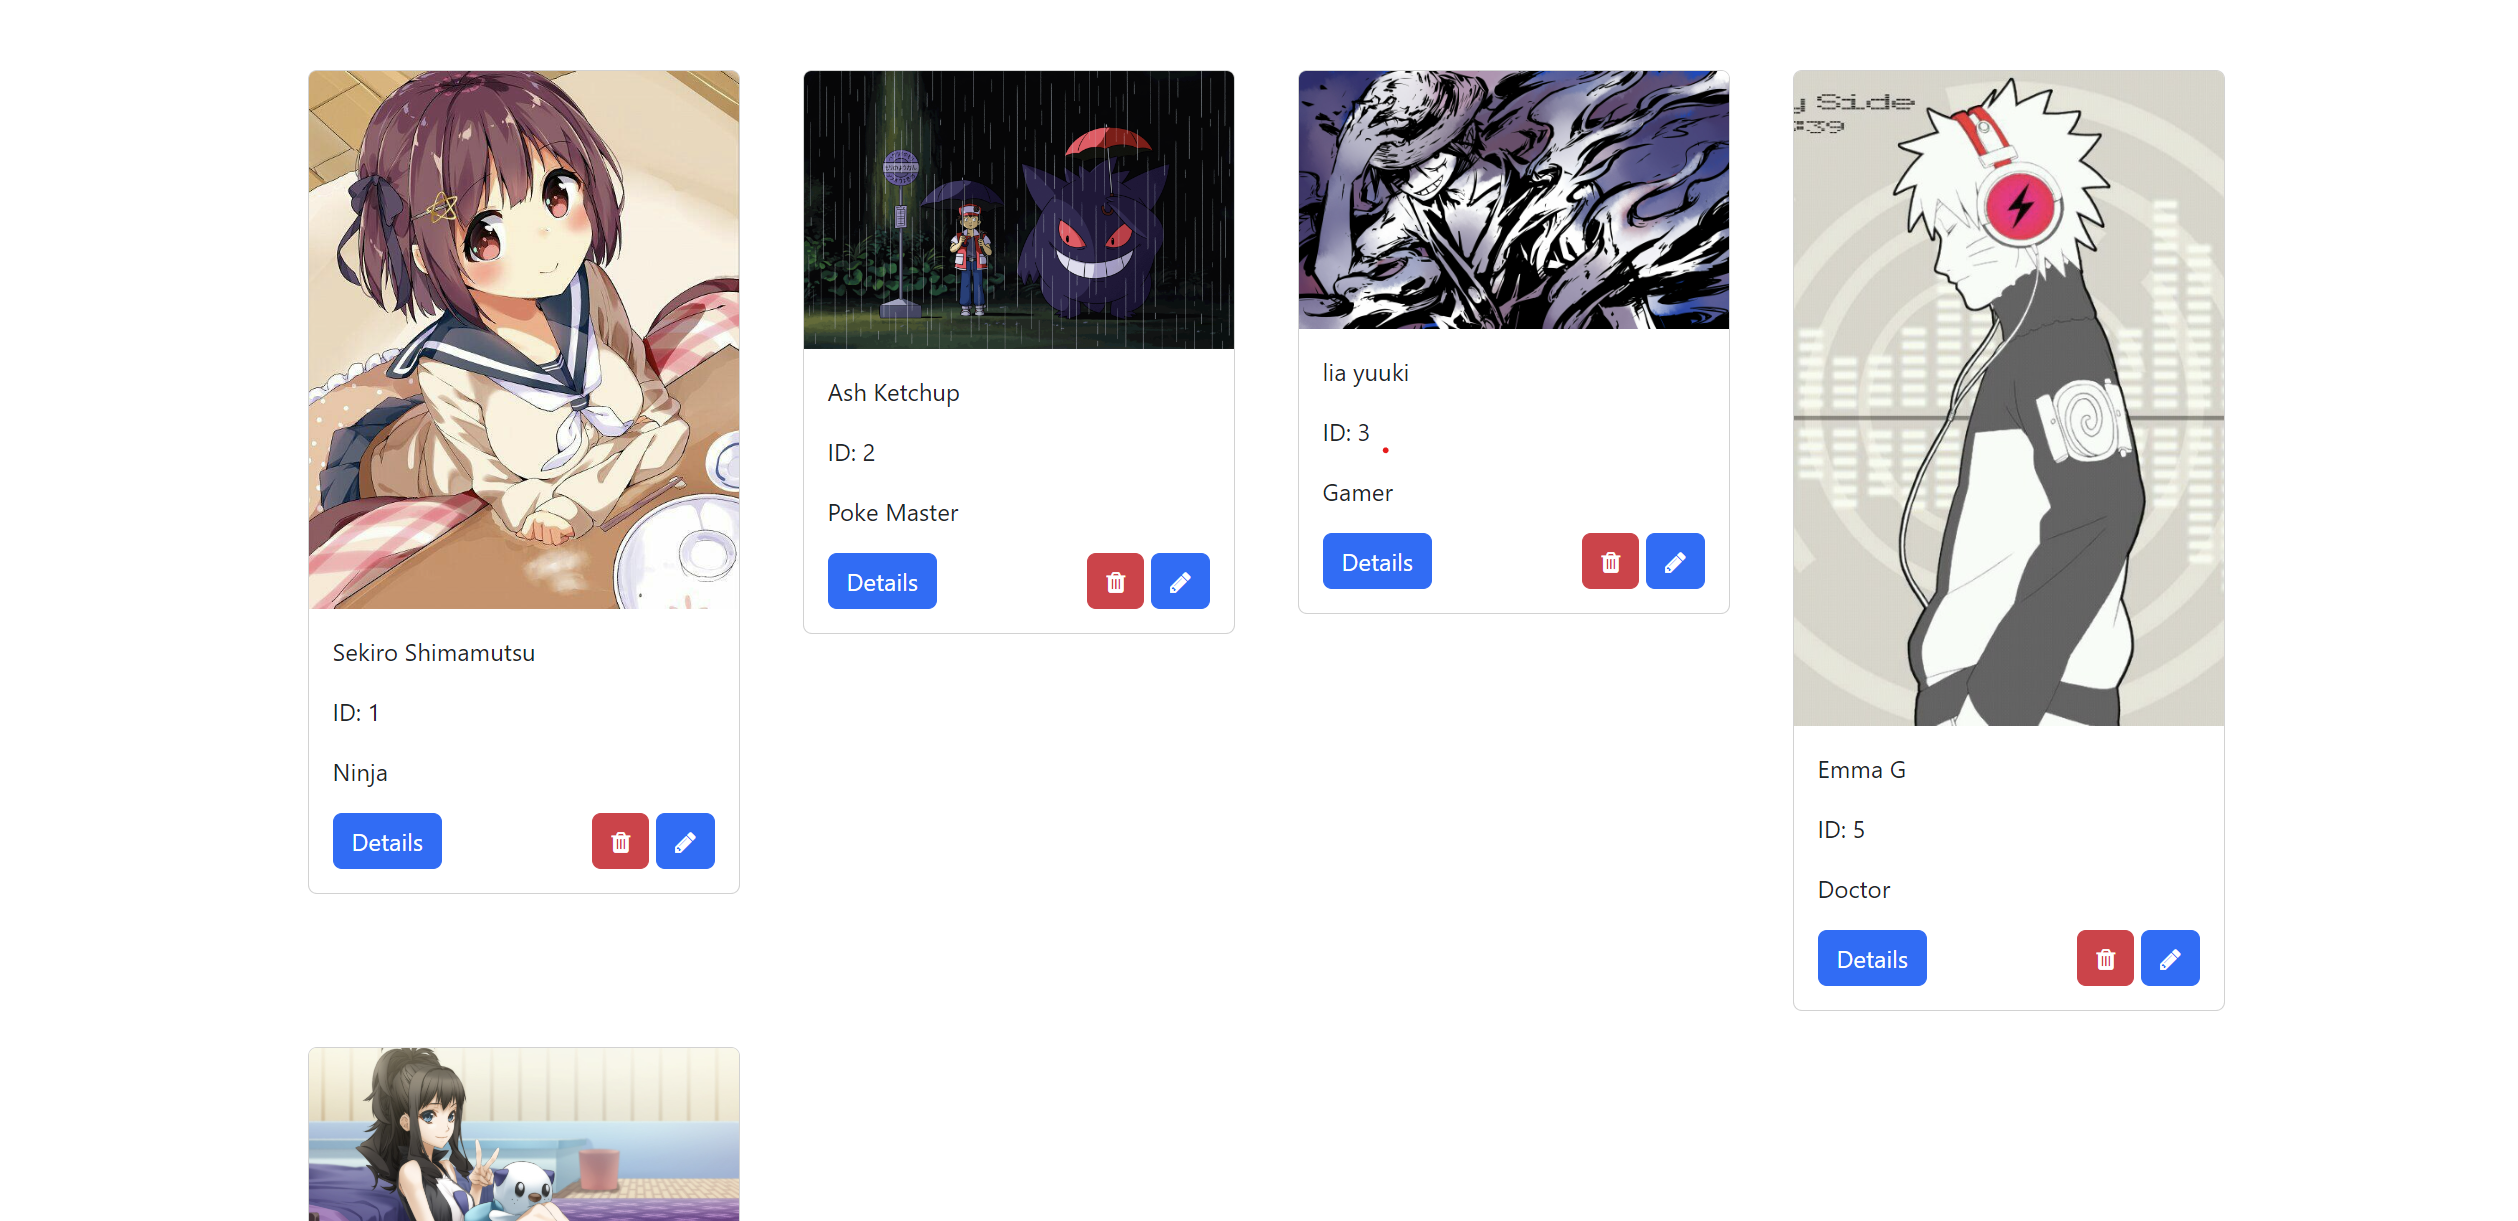 y Side
#39
Sekiro Shimamutsu
ID: 1
Ninja
Details
Ash Ketchup
ID: 2
Poke Master
Details
lia yuuki
ID: 3
Gamer
Details
Emma G
ID: 5
Doctor
Details